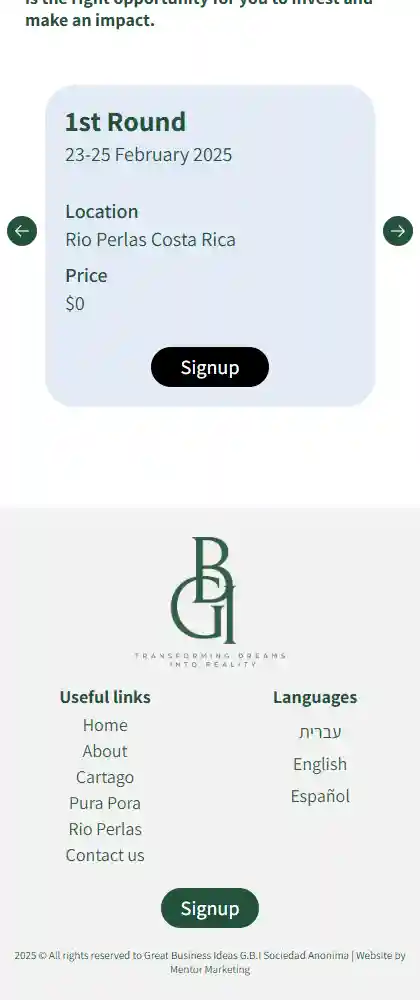 is the right opportunity for you to invest and
make an impact.
1st Round
23-25 February 2025
Location
Rio Perlas Costa Rica
Price
$0
Signup
BGI
TRANSFORMING DREAMS
INTO REALITY
Useful links
Home
About
Cartago
Pura Pora
Rio Perlas
Contact us
Languages
עברית
English
Español
Signup
2025 © All rights reserved to Great Business Ideas G.B.I Sociedad Anonima | Website by
Mentor Marketing